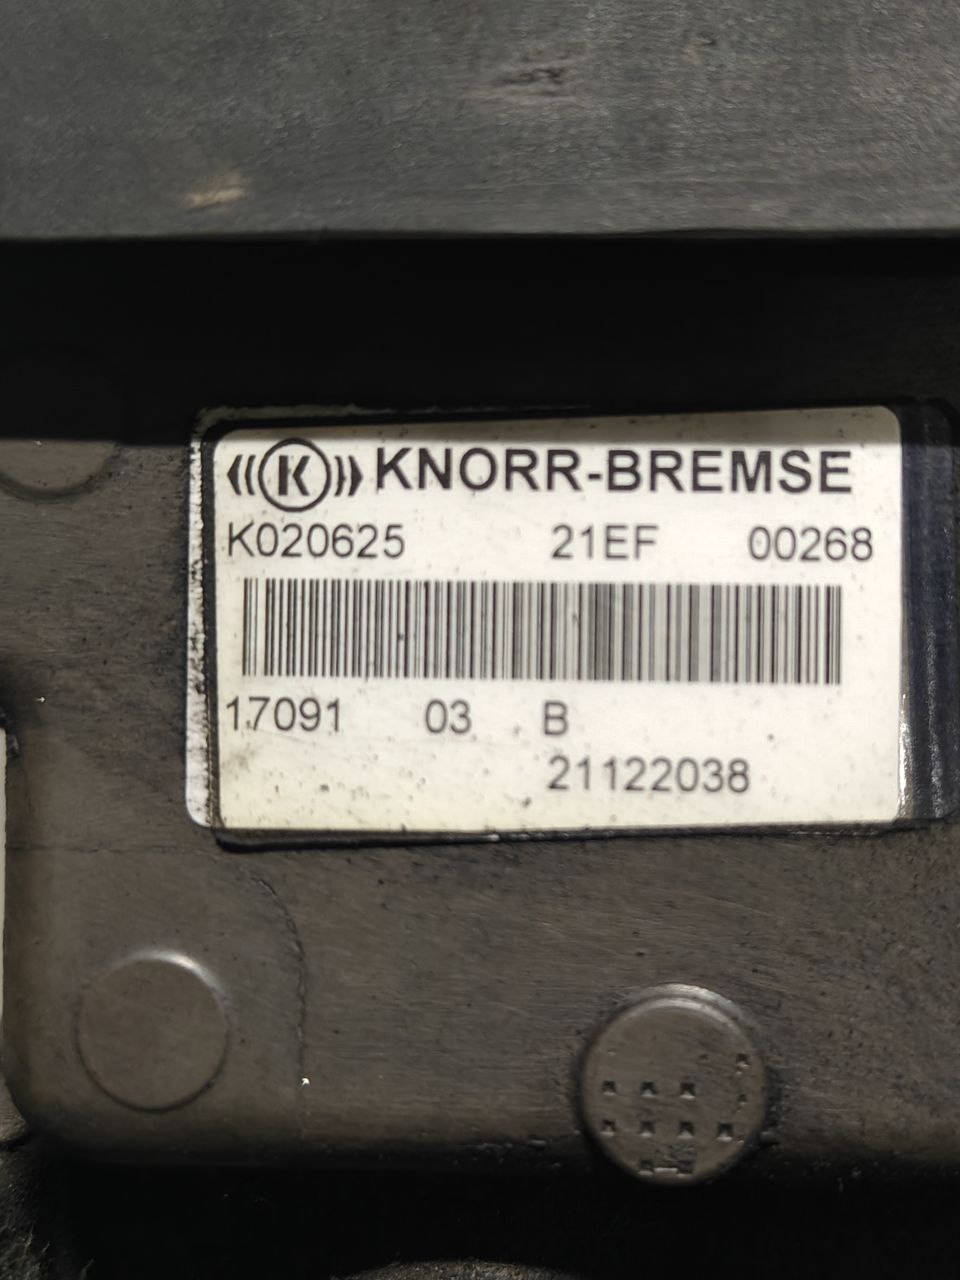 K KNORR-BREMSE
K020625 21EF 00268
17091 03 B
21122038